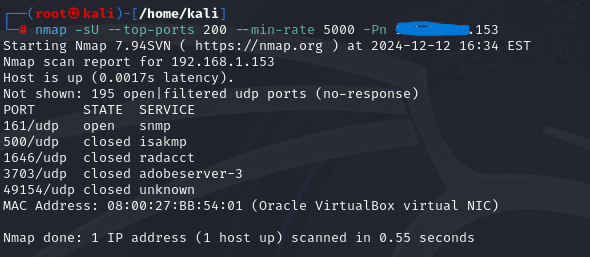 ┌──(root㉿kali)-[/home/kali]
└─# nmap -sU --top-ports 200 --min-rate 5000 -Pn .153
Starting Nmap 7.94SVN ( https://nmap.org ) at 2024-12-12 16:34 EST
Nmap scan report for 192.168.1.153
Host is up (0.0017s latency).
Not shown: 195 open|filtered udp ports (no-response)
PORT      STATE  SERVICE
161/udp   open   snmp
500/udp   closed isakmp
1646/udp  closed radacct
3703/udp  closed adobeserver-3
49154/udp closed unknown
MAC Address: 08:00:27:BB:54:01 (Oracle VirtualBox virtual NIC)
Nmap done: 1 IP address (1 host up) scanned in 0.55 seconds